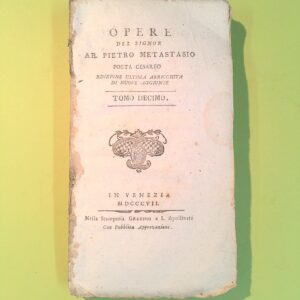 OPERE
DEL SIGNOR
AB. PIETRO METASTASIO
POETA CESAREO
EDIZIONE ULTIMA ARRICCHITA
DI NUOVE AGGIUNTE
TOMO DECIMO.
IN VENEZIA
MDCCCVII.
Nella Stamperia GRAZIOSI a S. Apollinare
Con Pubblica Approvazione.